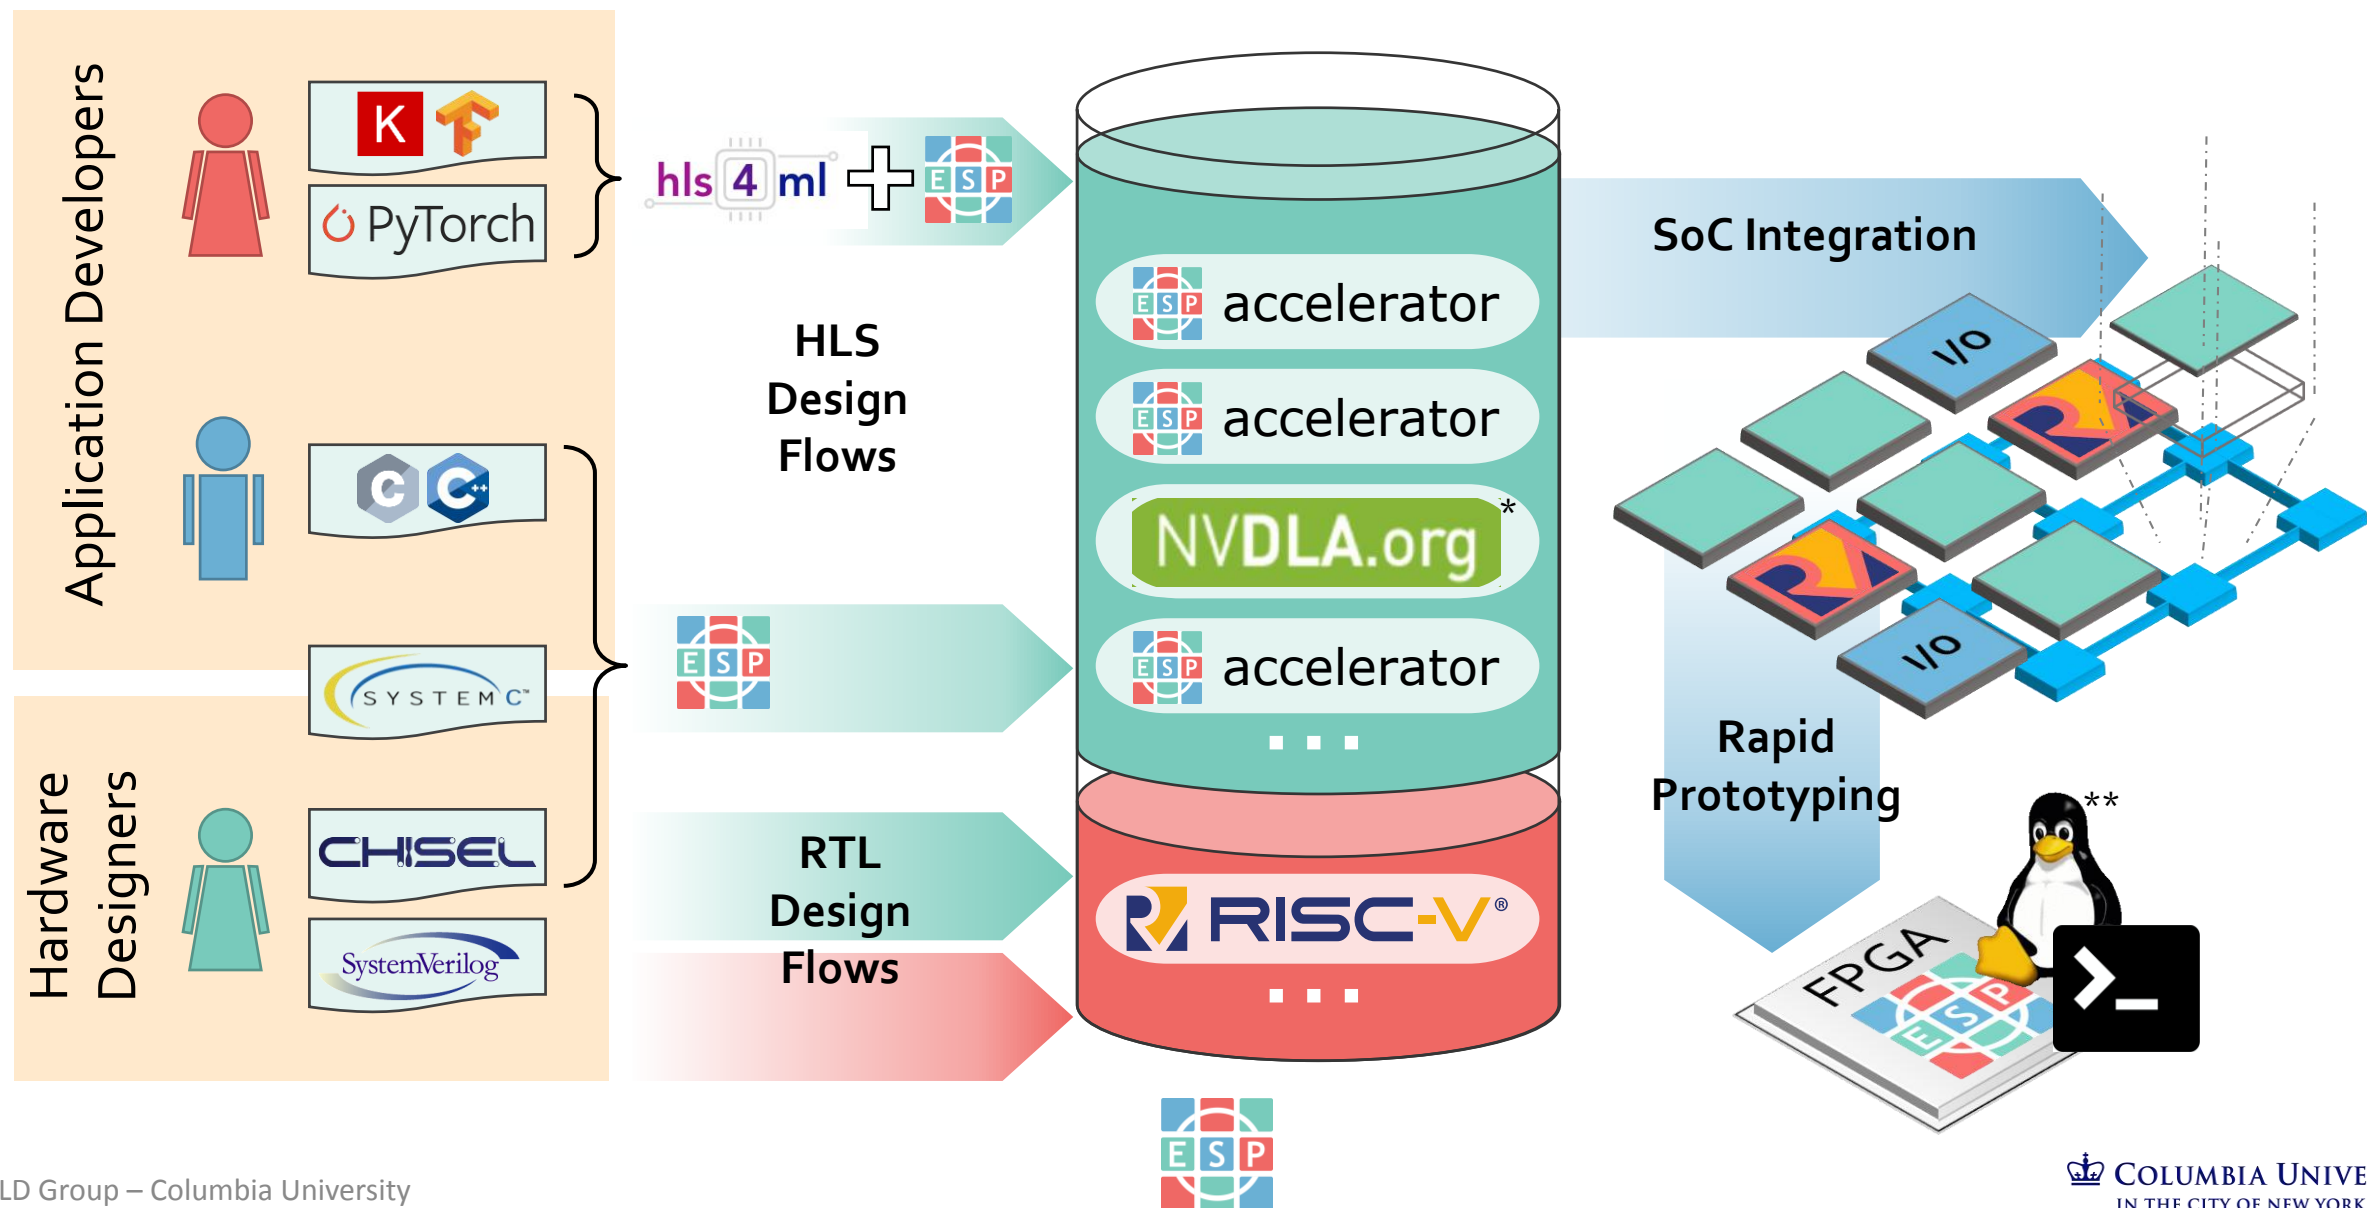 Application Developers
K
PyTorch
C C++
SYSTEMC™
Hardware
Designers
CHISEL
SystemVerilog
hls 4 ml
ESP
HLS
Design
Flows
ESP
RTL
Design
Flows
ESP accelerator
ESP accelerator
NVDLA.org*
ESP accelerator
...
RISC-V®
...
SoC Integration
I/O
I/O
Rapid
Prototyping
**
FPGA
ESP
>_
ESP
LD Group – Columbia University
COLUMBIA UNIVE
IN THE CITY OF NEW YORK